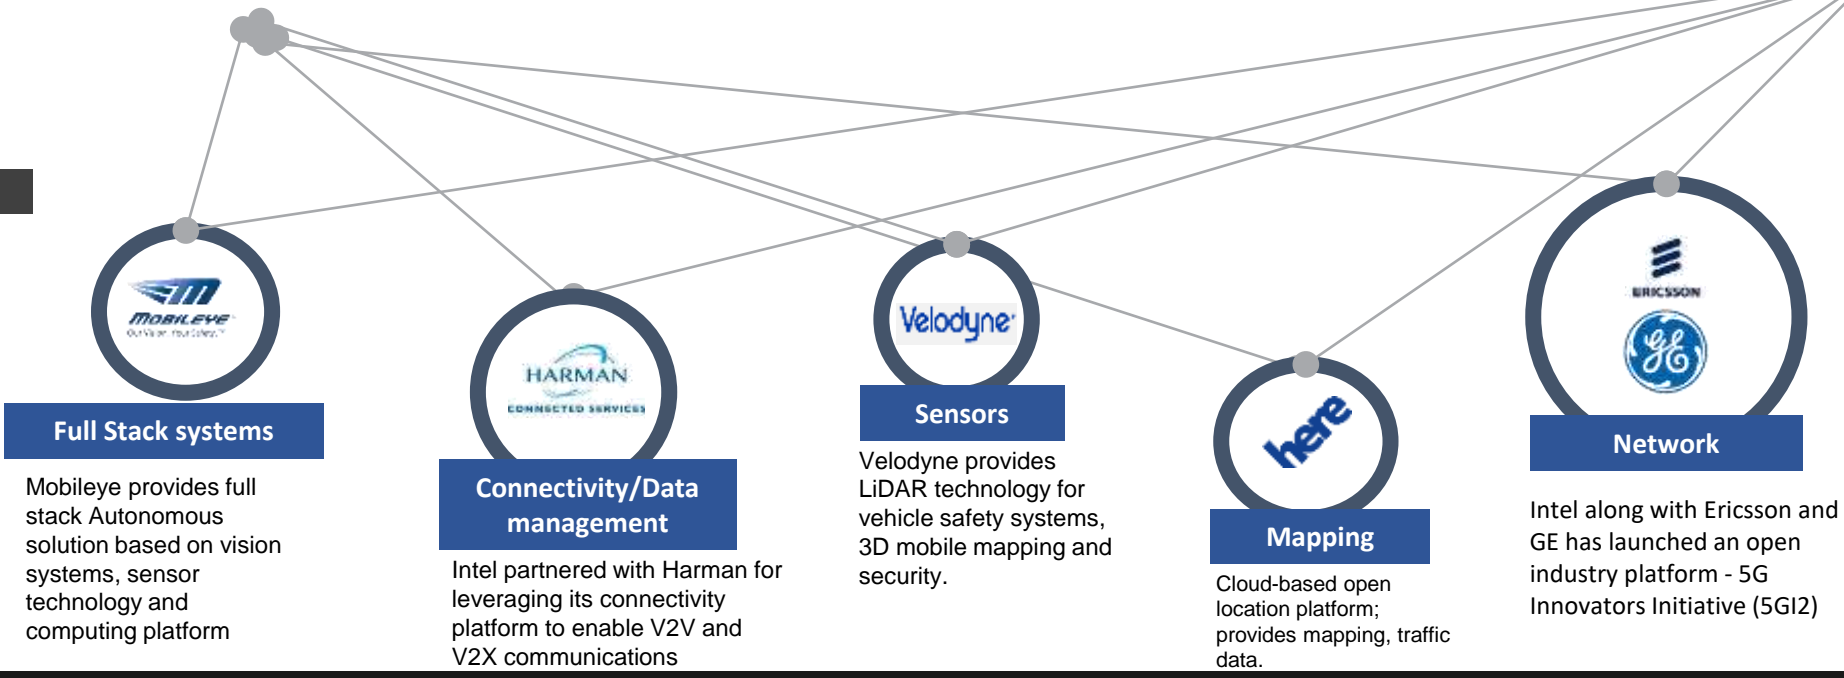 MOBILEYE
Full Stack systems
Mobileye provides full
stack Autonomous
solution based on vision
systems, sensor
technology and
computing platform
HARMAN
CONNECTED SERVICES
Connectivity/Data
management
Intel partnered with Harman for
leveraging its connectivity
platform to enable V2V and
V2X communications
Velodyne
Sensors
Velodyne provides
LiDAR technology for
vehicle safety systems,
3D mobile mapping and
security.
here
Mapping
Cloud-based open
location platform;
provides mapping, traffic
data.
ERICSSON
GE
Network
Intel along with Ericsson and
GE has launched an open
industry platform - 5G
Innovators Initiative (5GI2)